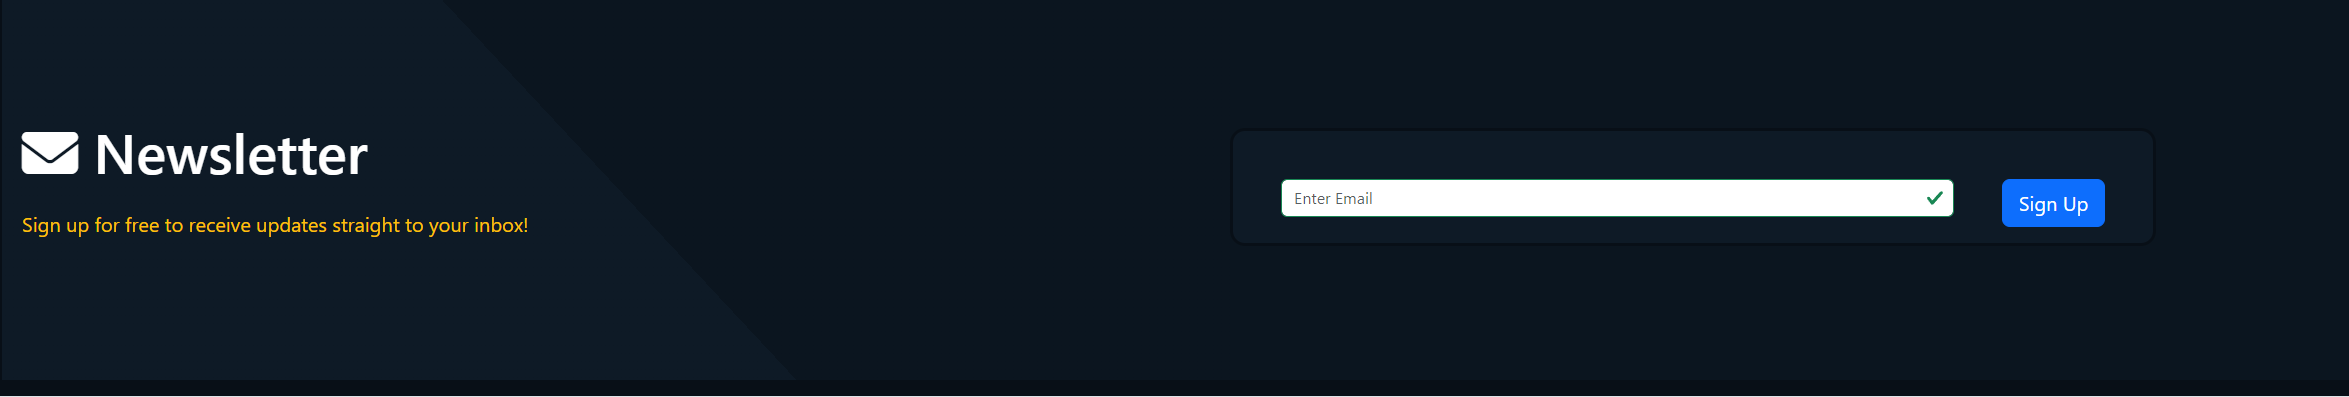 Newsletter
Sign up for free to receive updates straight to your inbox!
Enter Email
Sign Up